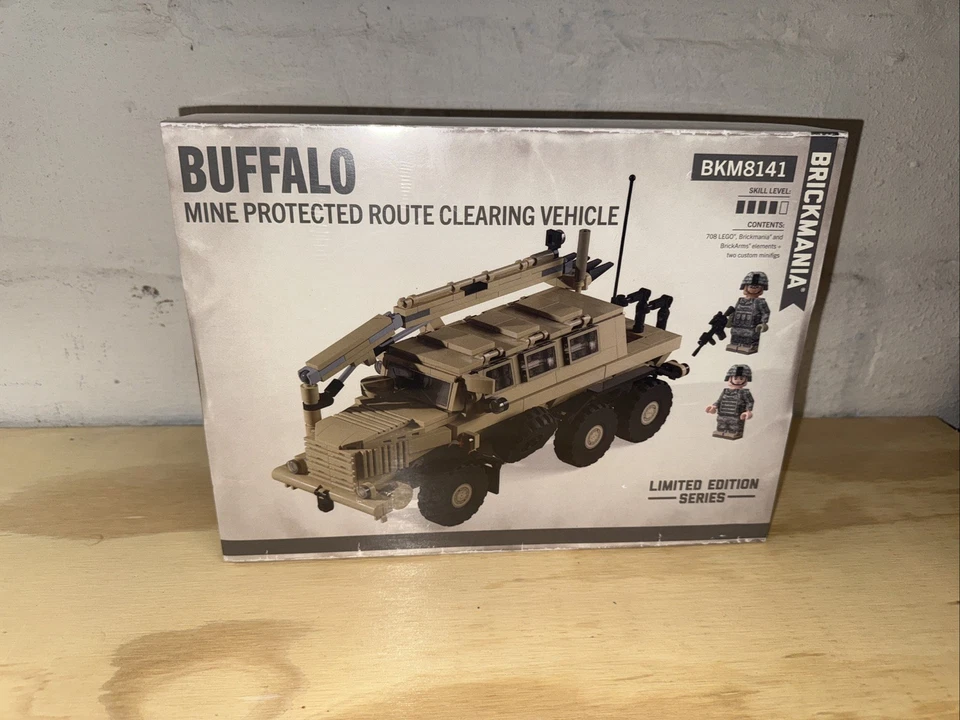 BUFFALO
MINE PROTECTED ROUTE CLEARING VEHICLE
BKM8141
SKILL LEVEL:
CONTENTS:
708 LEGO®, Brickmania® and
BrickArms® elements +
two custom minifigs
BRICKMANIA®
LIMITED EDITION
SERIES